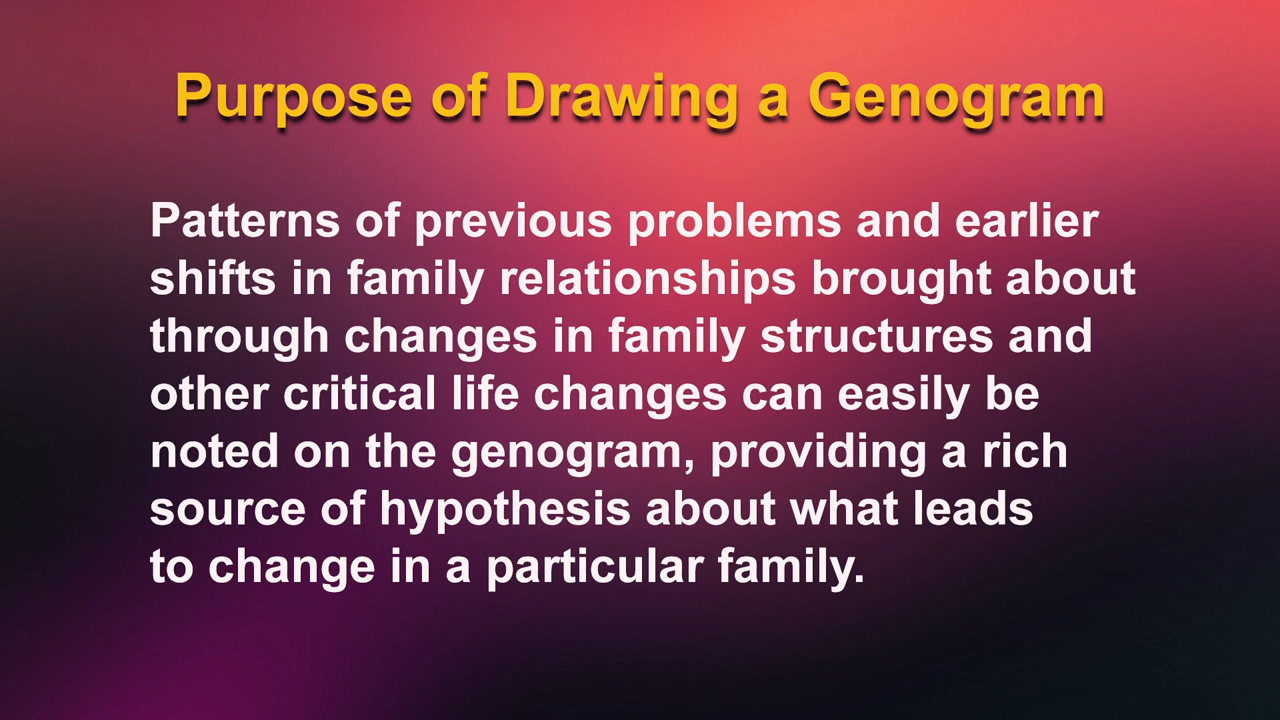 Purpose of Drawing a Genogram
Patterns of previous problems and earlier
shifts in family relationships brought about
through changes in family structures and
other critical life changes can easily be
noted on the genogram, providing a rich
source of hypothesis about what leads
to change in a particular family.